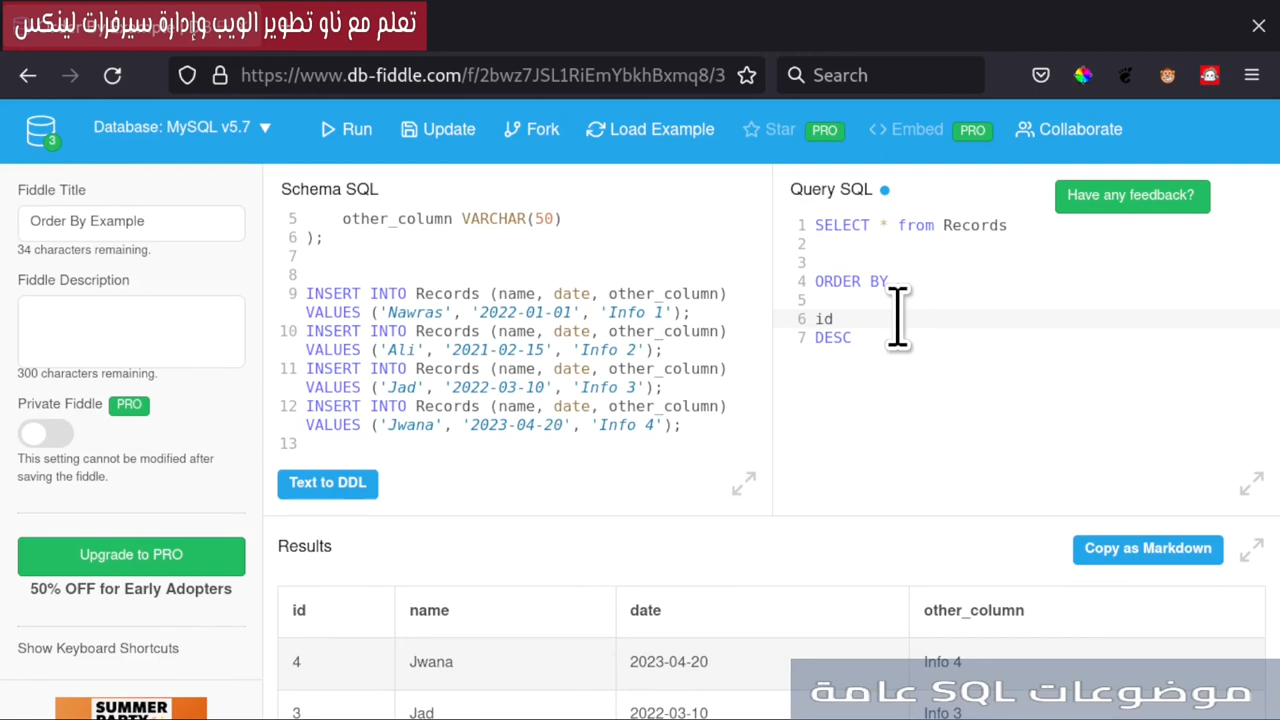 تعلم مع ناو تطوير الويب وإدارة سيرفرات لينكس
https://www.db-fiddle.com/f/2bwz7JSL1RiEmYbkhBxmq8/3
Search
3
Database: MySQL v5.7
Run
Update
Fork
Load Example
Star PRO
Embed PRO
Collaborate
Fiddle Title
Order By Example
34 characters remaining.
Fiddle Description
300 characters remaining.
Private Fiddle PRO
This setting cannot be modified after
saving the fiddle.
Upgrade to PRO
50% OFF for Early Adopters
Show Keyboard Shortcuts
SUMMER
PARTY
Schema SQL
5 other_column VARCHAR(50)
6 );
7
8
9 INSERT INTO Records (name, date, other_column)
VALUES ('Nawras', '2022-01-01', 'Info 1');
10 INSERT INTO Records (name, date, other_column)
VALUES ('Ali', '2021-02-15', 'Info 2');
11 INSERT INTO Records (name, date, other_column)
VALUES ('Jad', '2022-03-10', 'Info 3');
12 INSERT INTO Records (name, date, other_column)
VALUES ('Jwana', '2023-04-20', 'Info 4');
13
Text to DDL
Query SQL
Have any feedback?
1 SELECT * from Records
2
3
4 ORDER BY
5
6 id
7 DESC
Results
Copy as Markdown
id name date other_column
4 Jwana 2023-04-20 Info 4
3 Jad 2022-03-10 Info 3
موضوعات SQL عامة